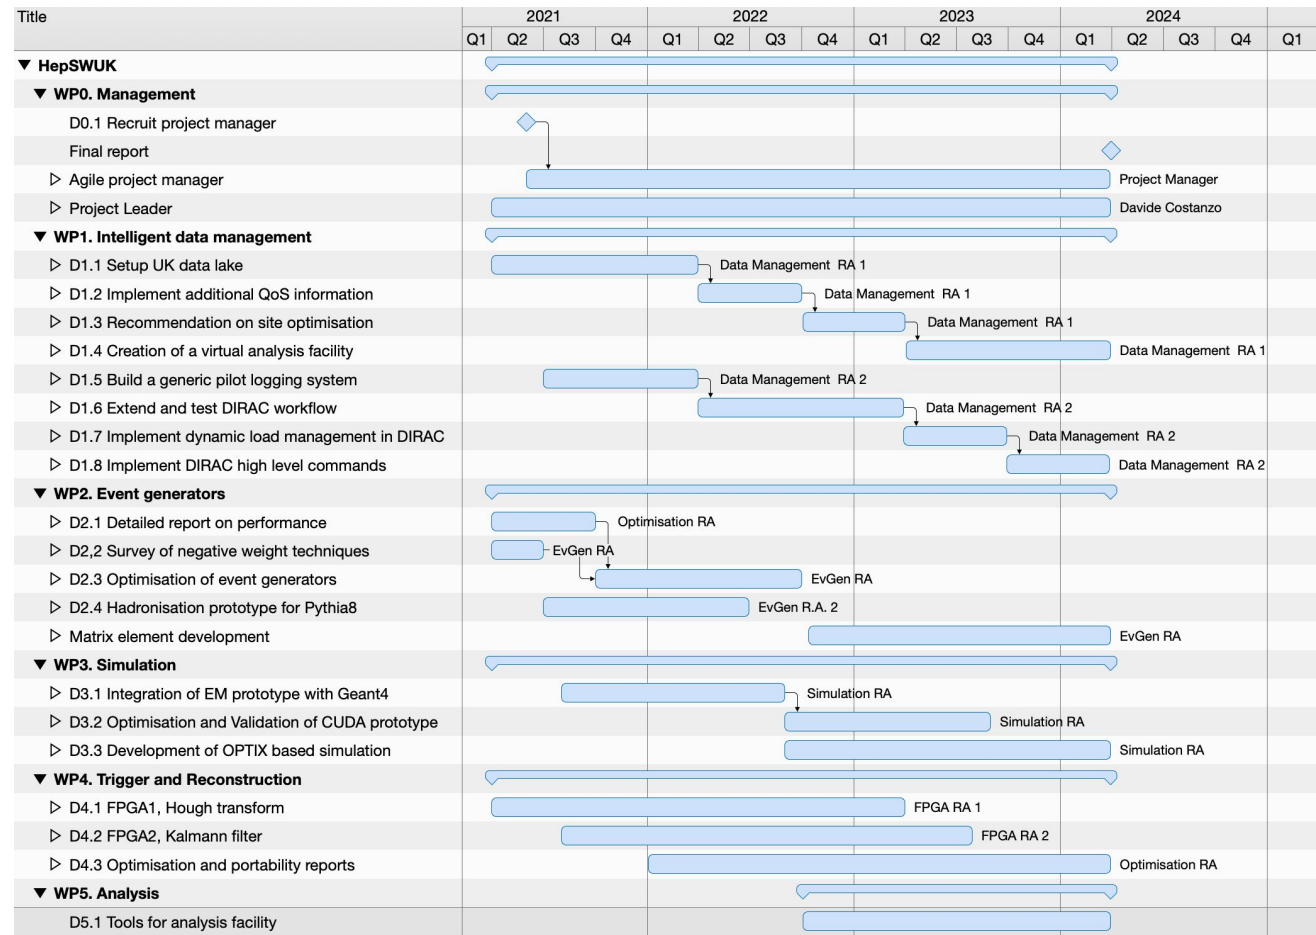 Title 2021 2022 2023 2024
Q1 Q2 Q3 Q4 Q1 Q2 Q3 Q4 Q1 Q2 Q3 Q4 Q1 Q2 Q3 Q4 Q1
HepSWUK
WP0. Management
D0.1 Recruit project manager
Final report
Agile project manager Project Manager
Project Leader Davide Costanzo
WP1. Intelligent data management
D1.1 Setup UK data lake Data Management RA 1
D1.2 Implement additional QoS information Data Management RA 1
D1.3 Recommendation on site optimisation Data Management RA 1
D1.4 Creation of a virtual analysis facility Data Management RA 1
D1.5 Build a generic pilot logging system Data Management RA 2
D1.6 Extend and test DIRAC workflow Data Management RA 2
D1.7 Implement dynamic load management in DIRAC Data Management RA 2
D1.8 Implement DIRAC high level commands Data Management RA 2
WP2. Event generators
D2.1 Detailed report on performance Optimisation RA
D2,2 Survey of negative weight techniques EvGen RA
D2.3 Optimisation of event generators EvGen RA
D2.4 Hadronisation prototype for Pythia8 EvGen R.A. 2
Matrix element development EvGen RA
WP3. Simulation
D3.1 Integration of EM prototype with Geant4 Simulation RA
D3.2 Optimisation and Validation of CUDA prototype Simulation RA
D3.3 Development of OPTIX based simulation Simulation RA
WP4. Trigger and Reconstruction
D4.1 FPGA1, Hough transform FPGA RA 1
D4.2 FPGA2, Kalmann filter FPGA RA 2
D4.3 Optimisation and portability reports Optimisation RA
WP5. Analysis
D5.1 Tools for analysis facility